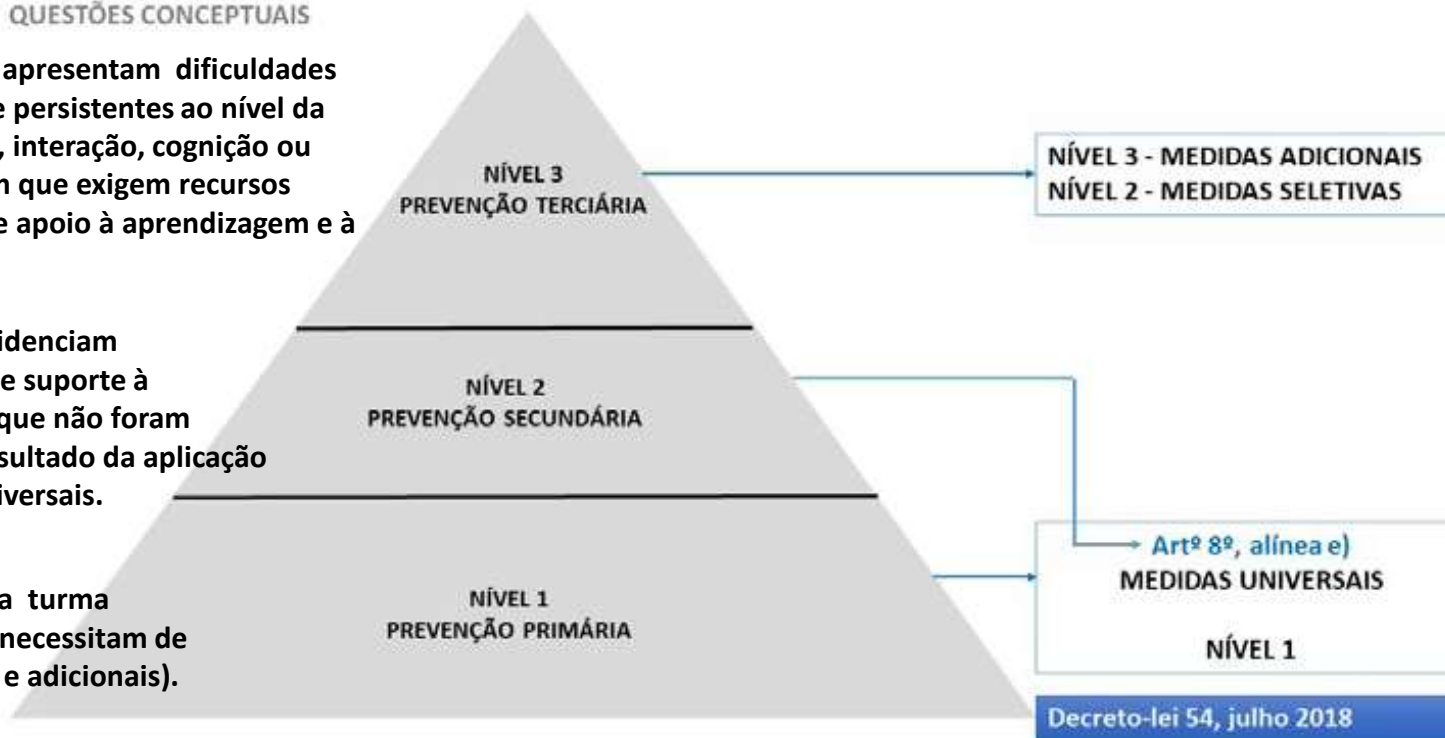 QUESTÕES CONCEPTUAIS
apresentam dificuldades
e persistentes ao nível da
, interação, cognição ou
que exigem recursos
e apoio à aprendizagem e à
idenciam
e suporte à
que não foram
sultado da aplicação
iversais.
a turma
necessitam de
e adicionais).
NÍVEL 3
PREVENÇÃO TERCIÁRIA
NÍVEL 2
PREVENÇÃO SECUNDÁRIA
NÍVEL 1
PREVENÇÃO PRIMÁRIA
NÍVEL 3 - MEDIDAS ADICIONAIS
NÍVEL 2 - MEDIDAS SELETIVAS
Artº 8º, alínea e)
MEDIDAS UNIVERSAIS
NÍVEL 1
Decreto-lei 54, julho 2018